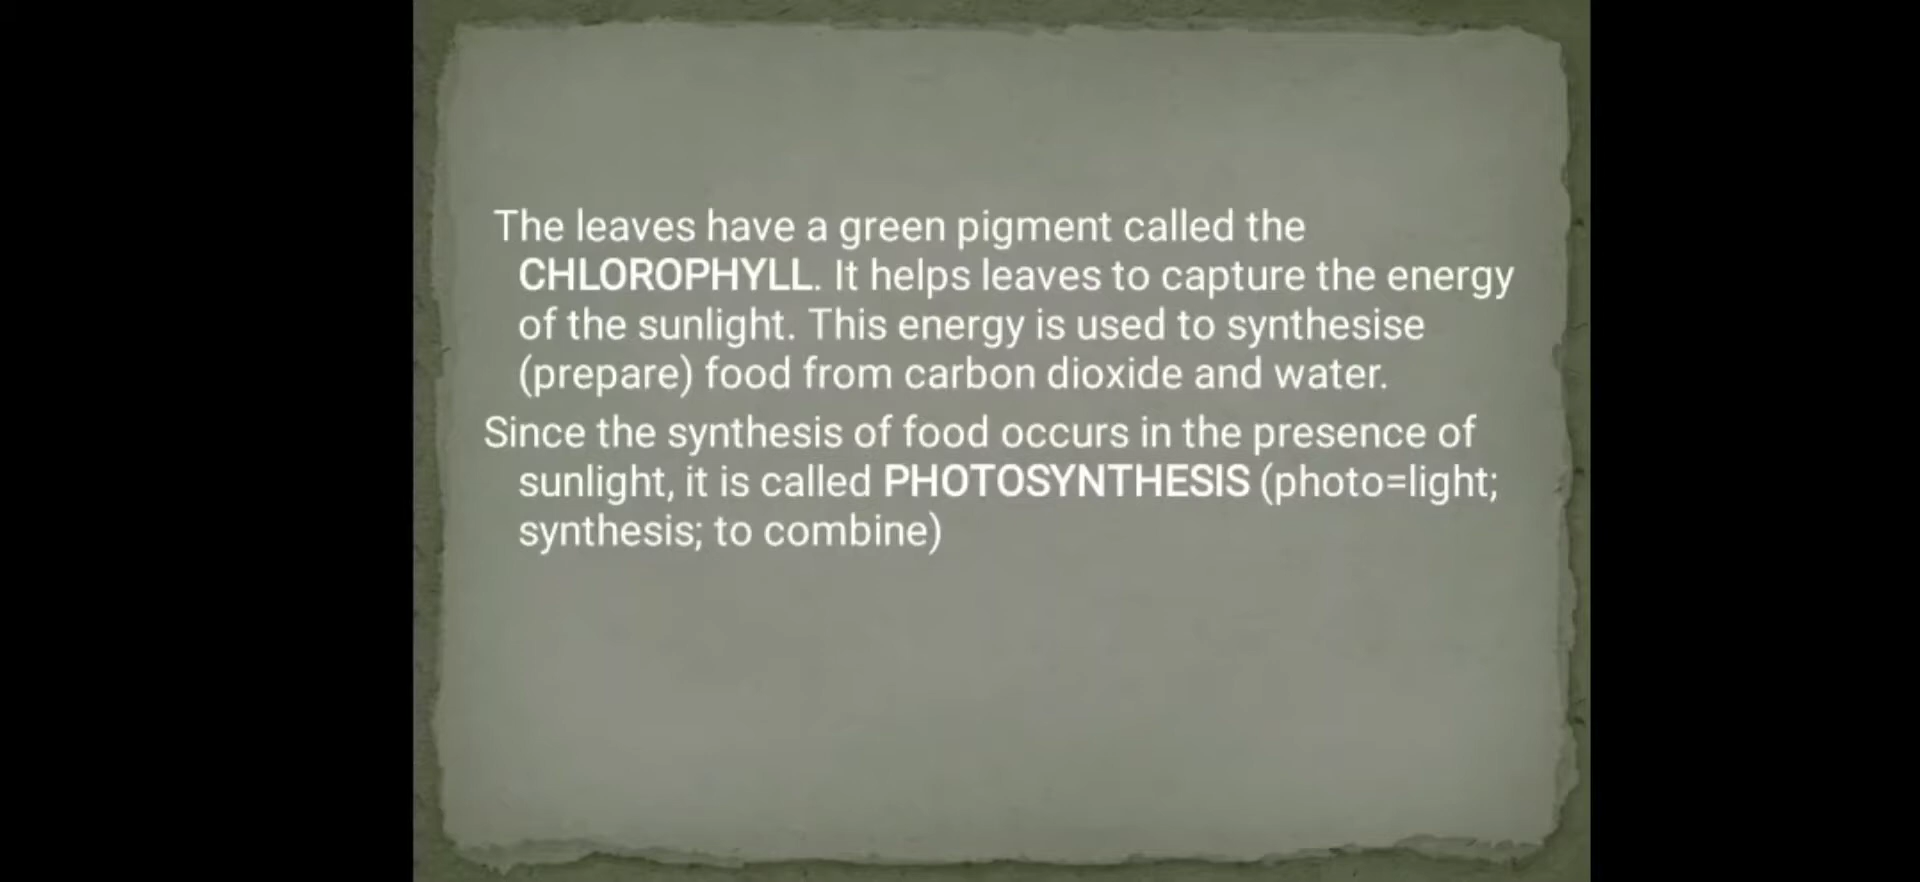 The leaves have a green pigment called the
CHLOROPHYLL. It helps leaves to capture the energy
of the sunlight. This energy is used to synthesise
(prepare) food from carbon dioxide and water.
Since the synthesis of food occurs in the presence of
sunlight, it is called PHOTOSYNTHESIS (photo=light;
synthesis; to combine)